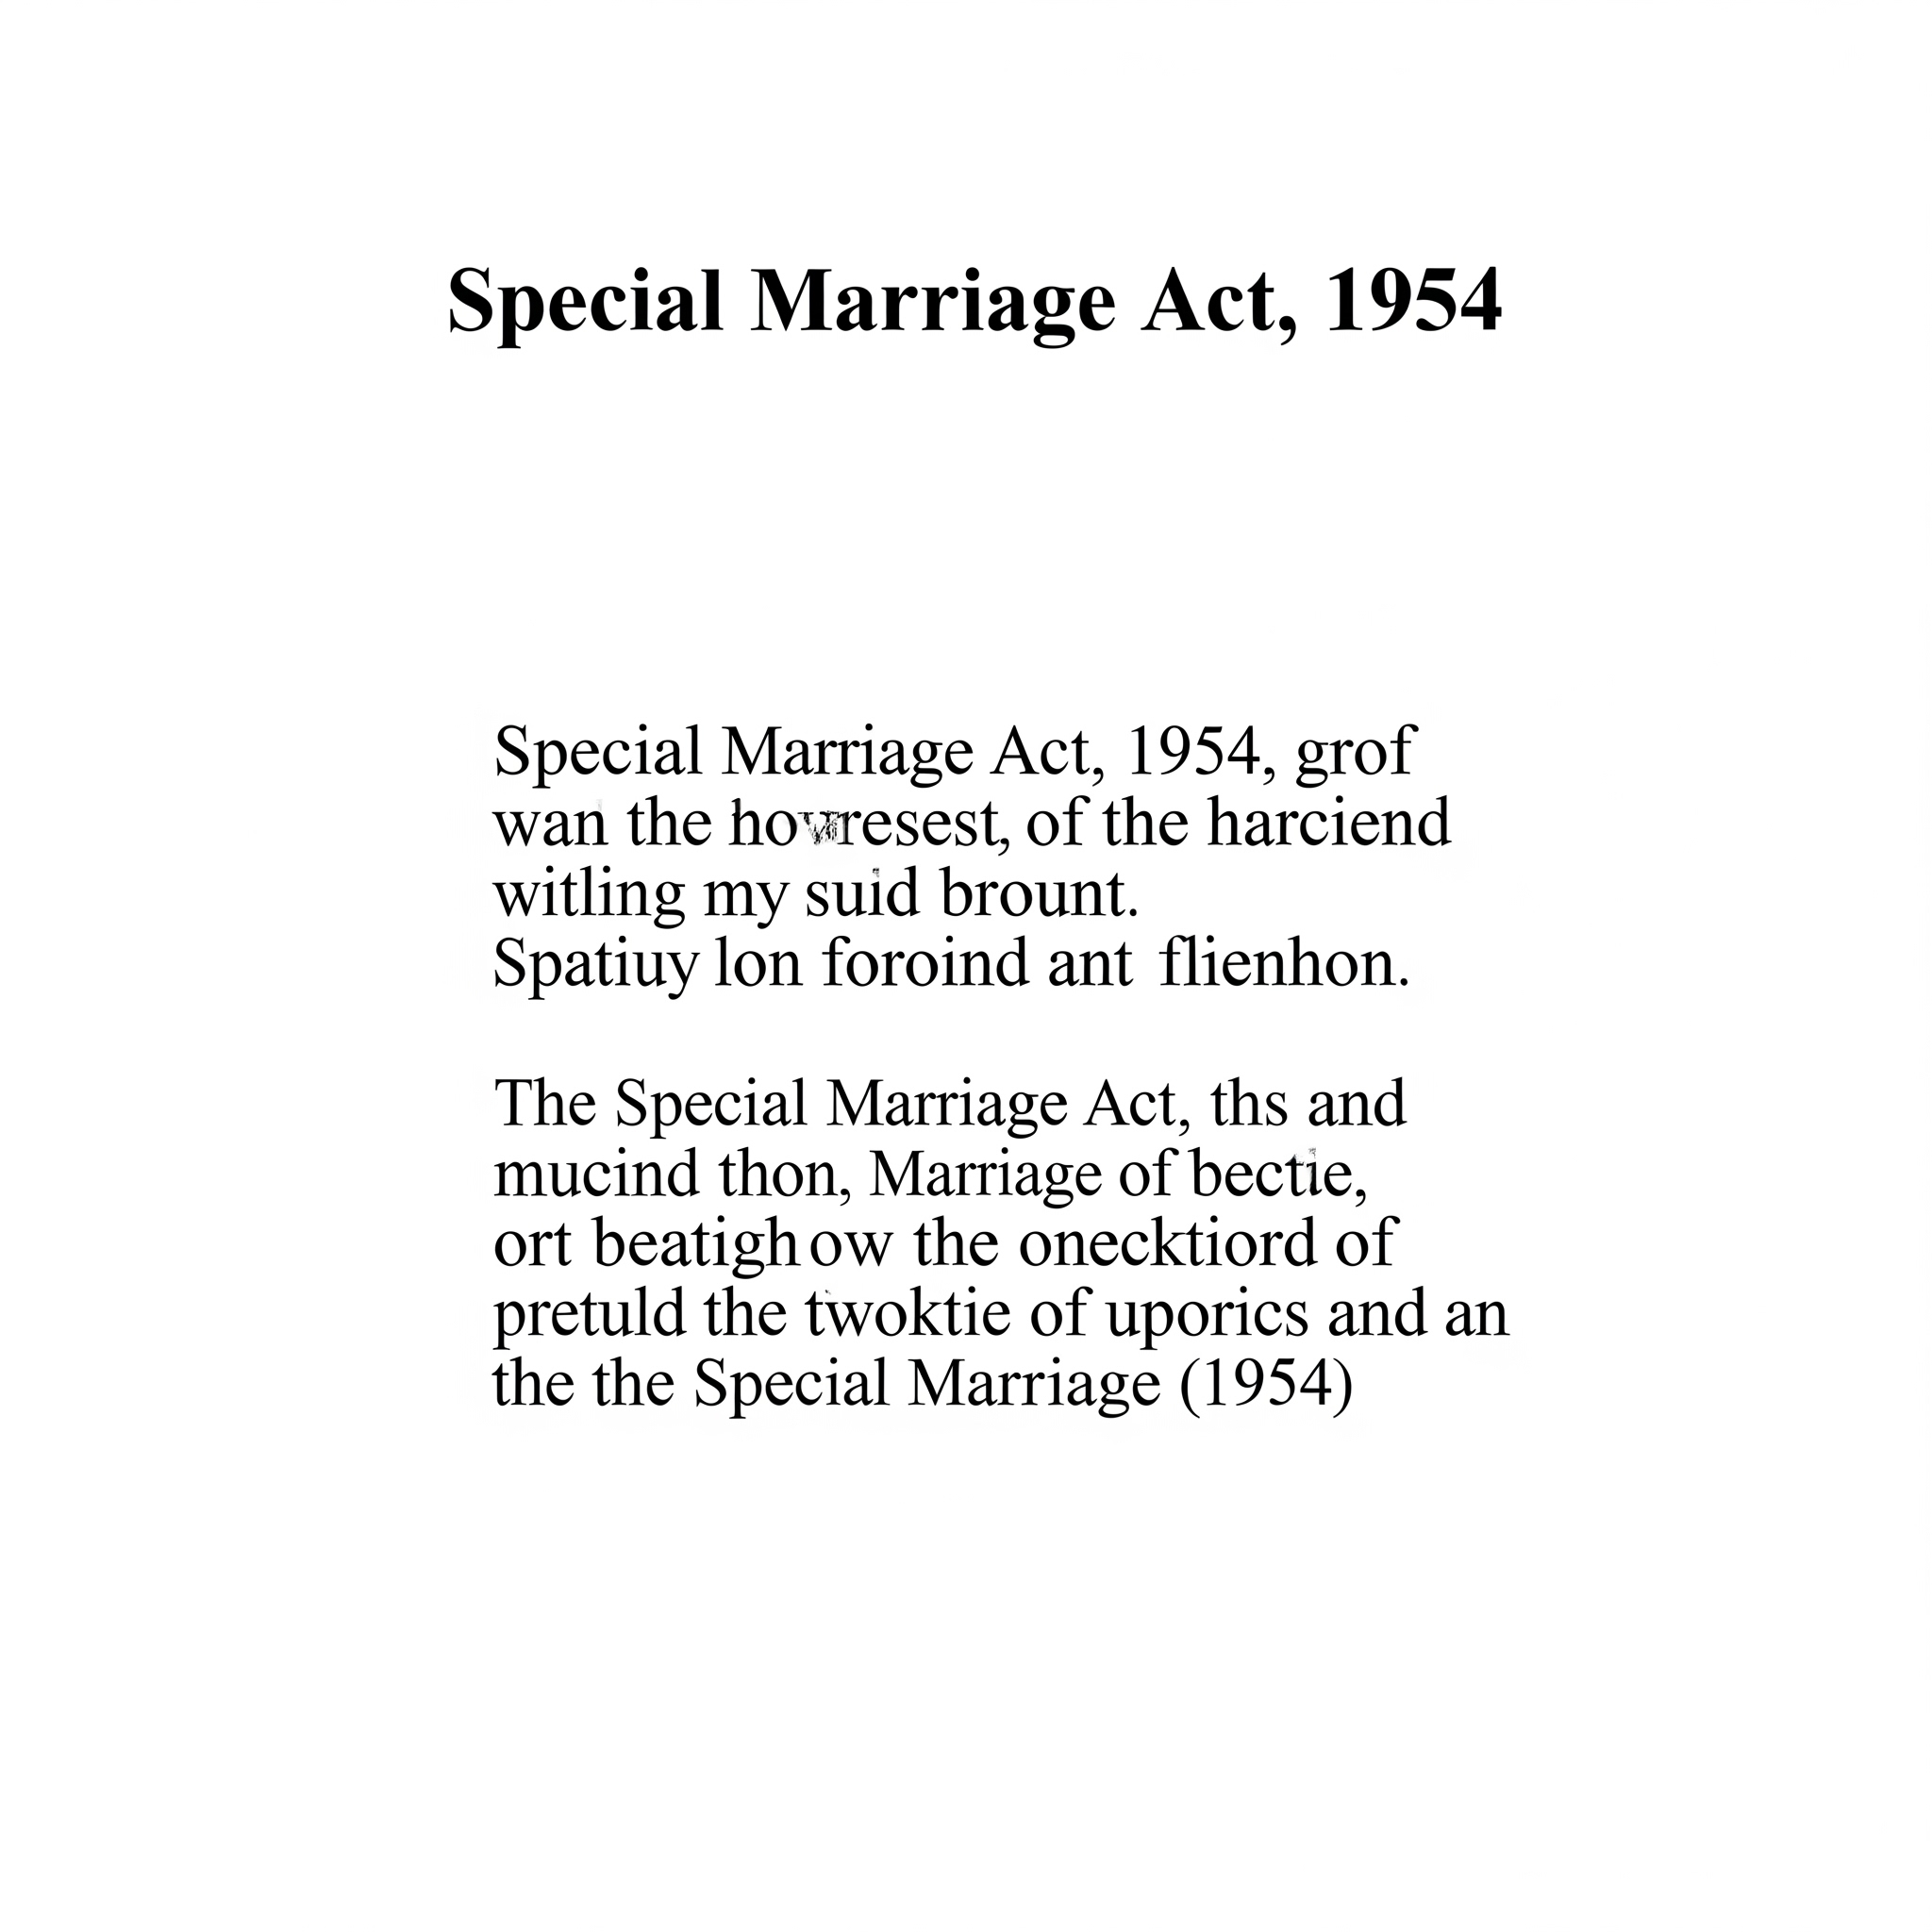 Special Marriage Act, 1954
Special Marriage Act, 1954, grof
wan the of the harciend
witling my suid brount.
Spatiuy lon foroind ant flienhon.
The Special Marriage Act, ths and
mucind thon, Marriage of bectie,
ort beatigh ow the onecktiord of
pretuld the twoktie of uporics and an
the the Special Marriage (1954)